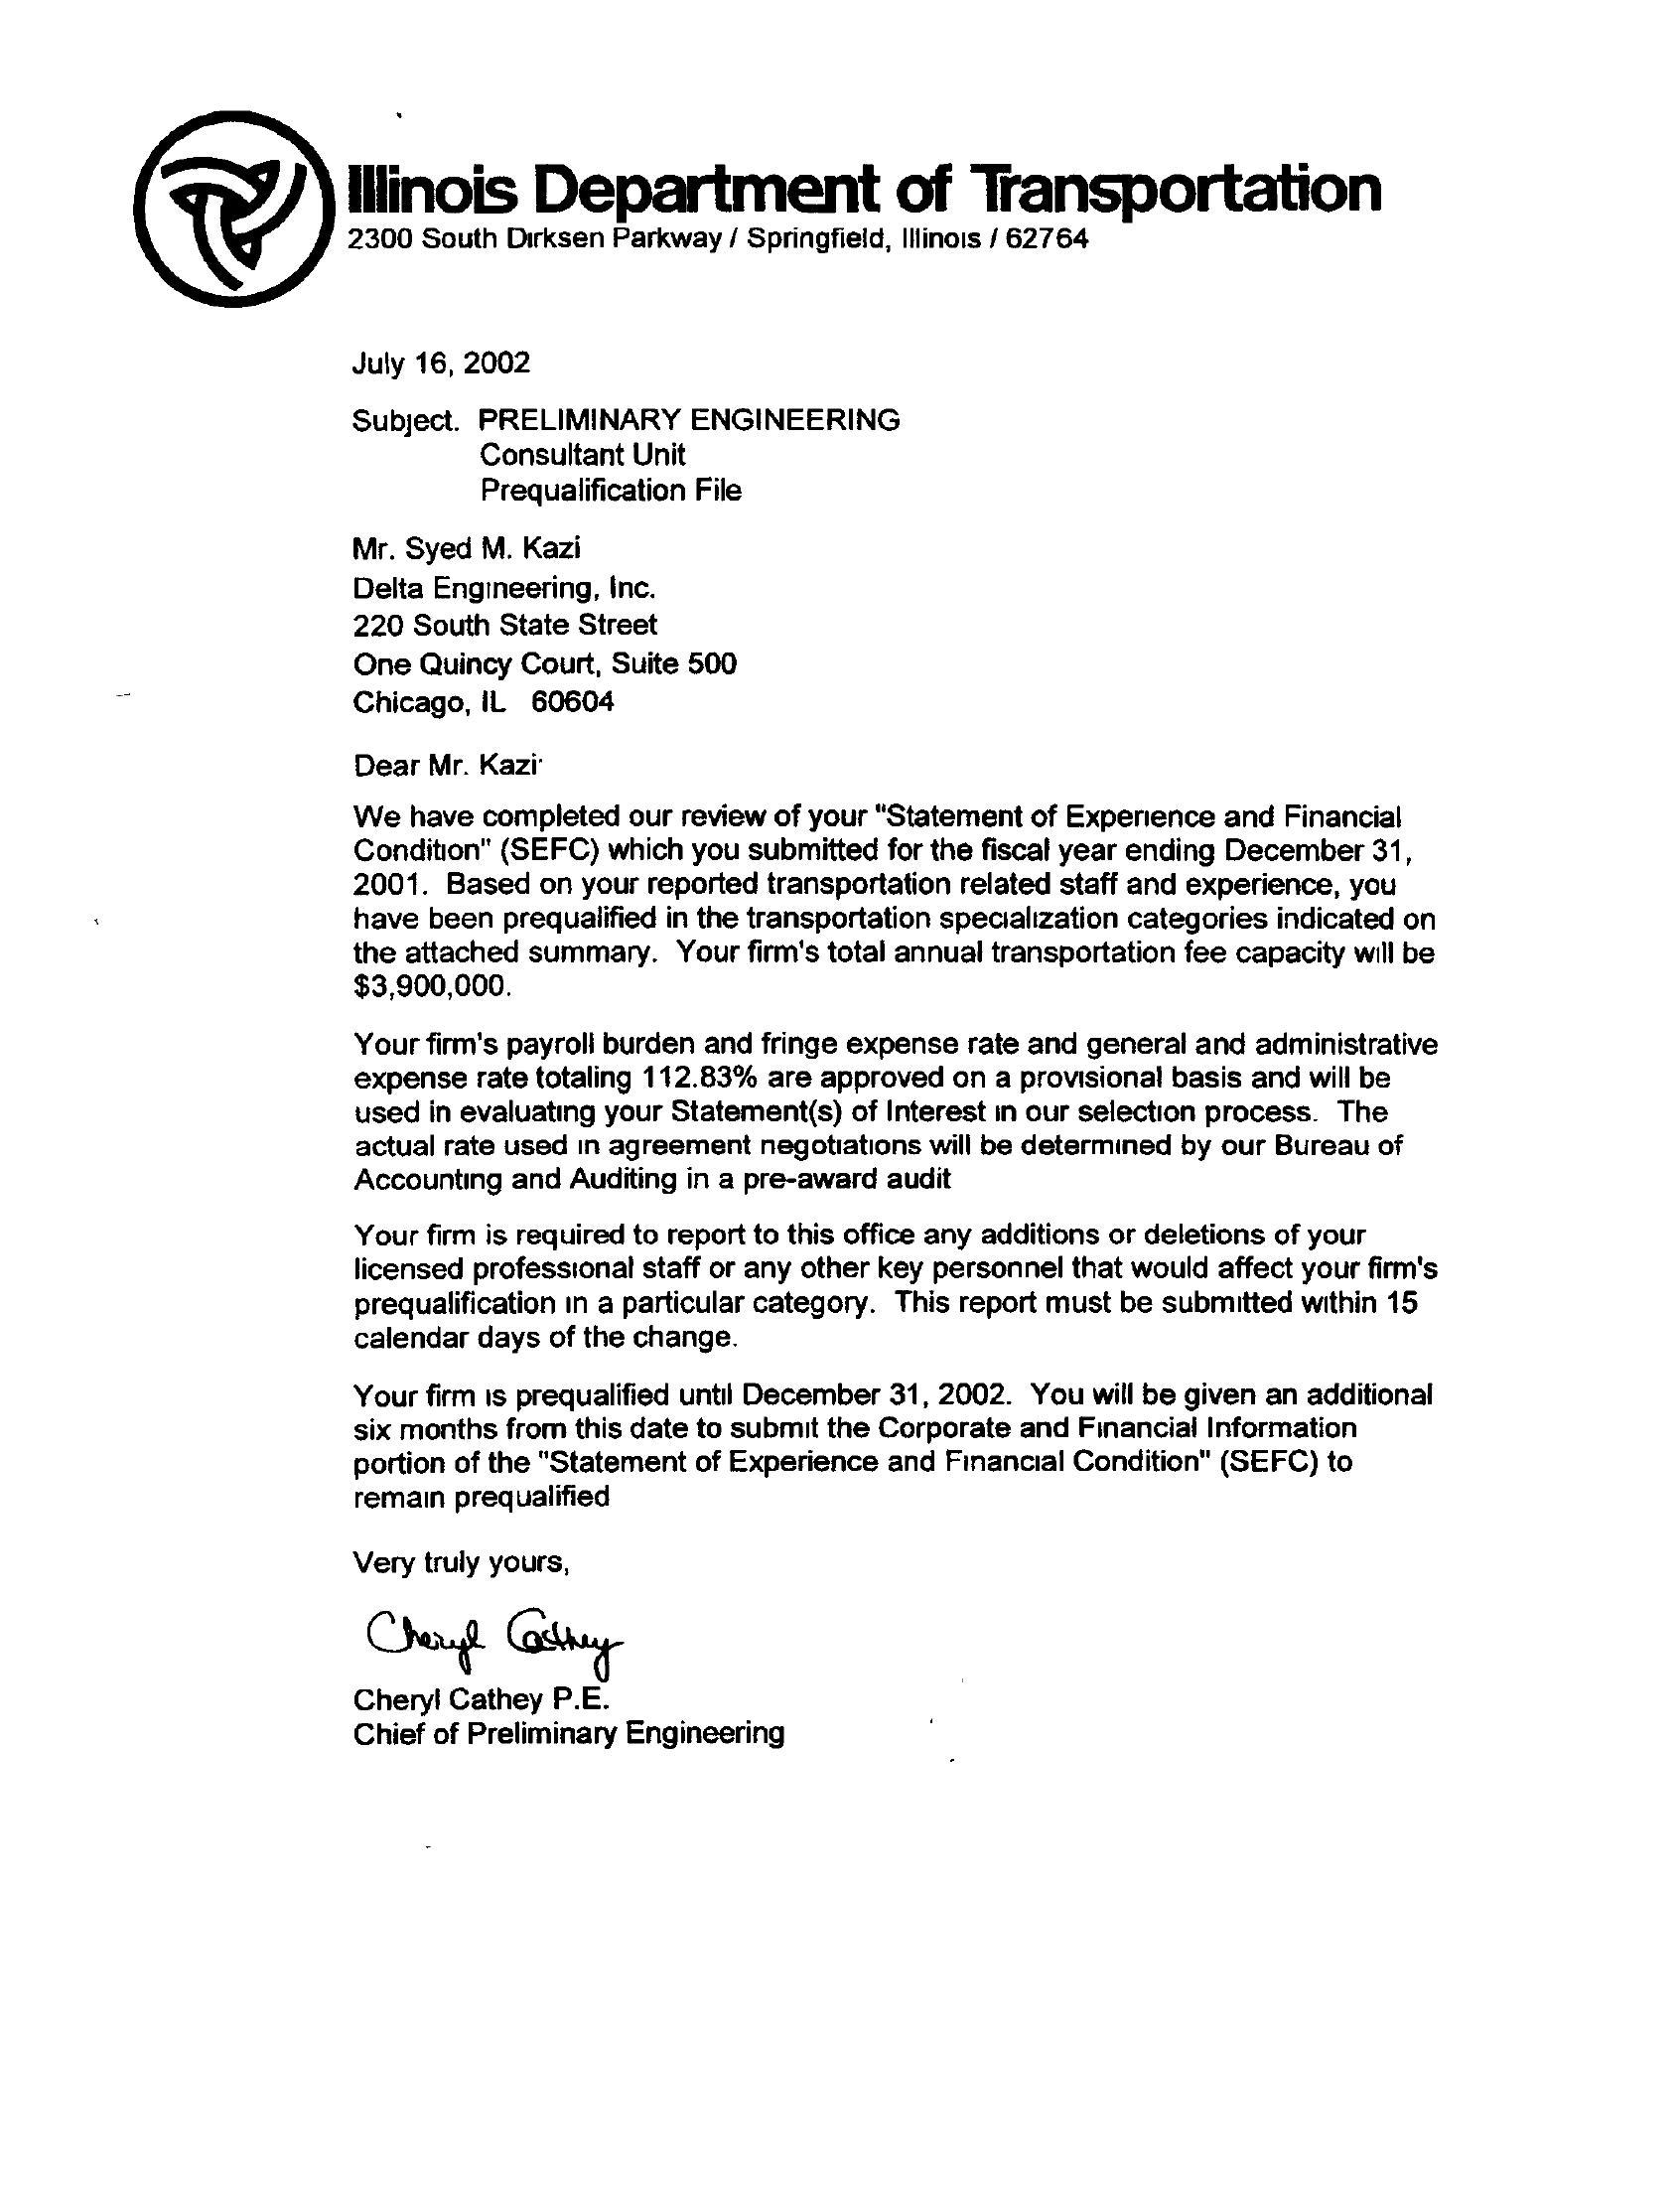 Illinois Department of Transportation
2300 South Dirksen Parkway / Springfield, Illinois / 62764
July 16, 2002
Subject. PRELIMINARY ENGINEERING
Consultant Unit
Prequalification File
Mr. Syed M. Kazi
Delta Engineering, Inc.
220 South State Street
One Quincy Court, Suite 500
Chicago, IL 60604
Dear Mr. Kazi
We have completed our review of your "Statement of Experience and Financial
Condition" (SEFC) which you submitted for the fiscal year ending December 31,
2001. Based on your reported transportation related staff and experience, you
have been prequalified in the transportation specialization categories indicated on
the attached summary. Your firm's total annual transportation fee capacity will be
$3,900,000.
Your firm's payroll burden and fringe expense rate and general and administrative
expense rate totaling 112.83% are approved on a provisional basis and will be
used in evaluating your Statement(s) of Interest in our selection process. The
actual rate used in agreement negotiations will be determined by our Bureau of
Accounting and Auditing in a pre-award audit
Your firm is required to report to this office any additions or deletions of your
licensed professional staff or any other key personnel that would affect your firm's
prequalification in a particular category. This report must be submitted within 15
calendar days of the change.
Your firm is prequalified until December 31, 2002. You will be given an additional
six months from this date to submit the Corporate and Financial Information
portion of the "Statement of Experience and Financial Condition" (SEFC) to
remain prequalified
Very truly yours,
Cheryl Cathey
Cheryl Cathey P.E.
Chief of Preliminary Engineering